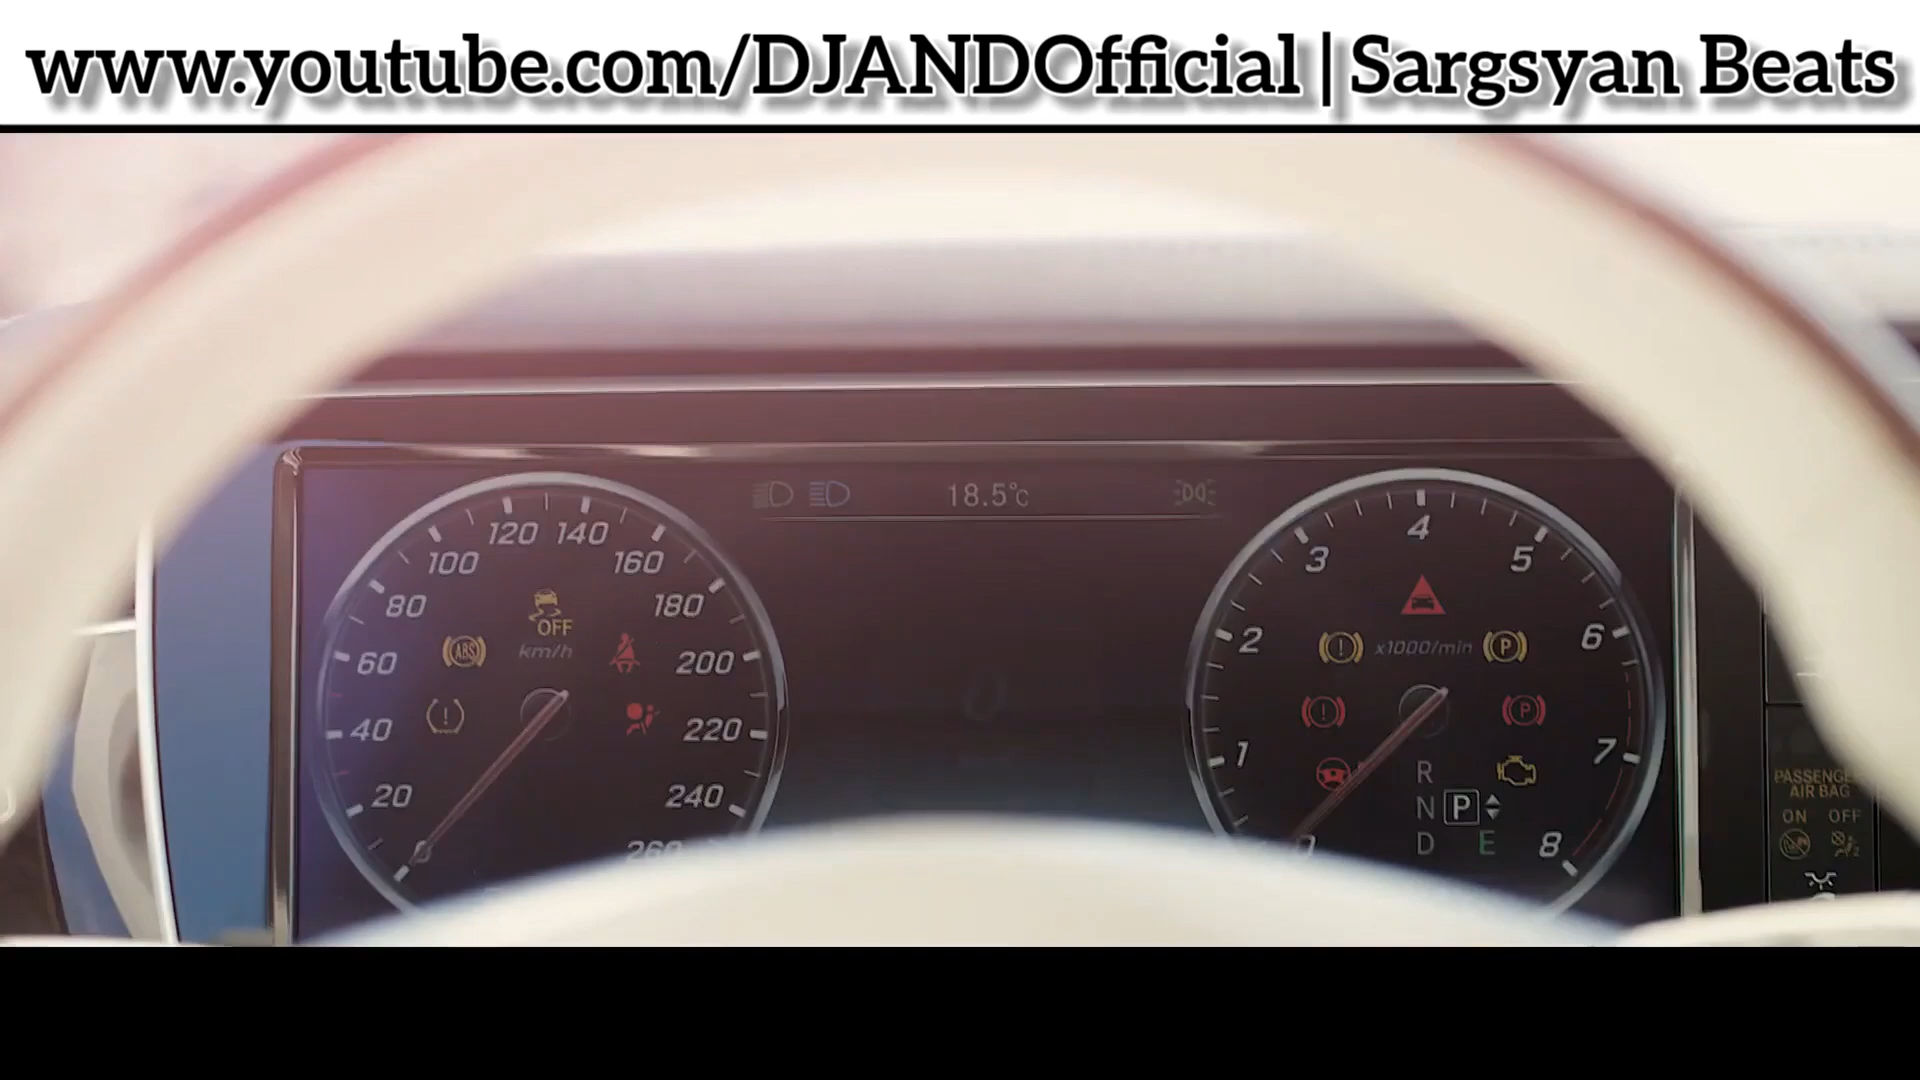 www.youtube.com/DJANDOfficial | Sargsyan Beats
18.5°C
120 140
100 160
80 180
OFF
ABS km/h
60 200
40 220
20 240
0 260
4
3 5
2 x1000/min P 6
P
1 7
R
N P
D E
0 8
PASSENGER
AIR BAG
ON OFF